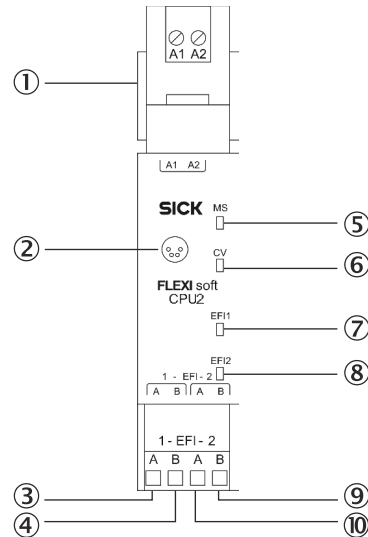 A1 A2
①
A1 A2
SICK
MS
⑤
②
CV
⑥
FLEXI soft
CPU2
EFI1
⑦
EFI2
⑧
1 - EFI - 2
A B A B
1 - EFI - 2
A B A B
③
⑨
④
⑩